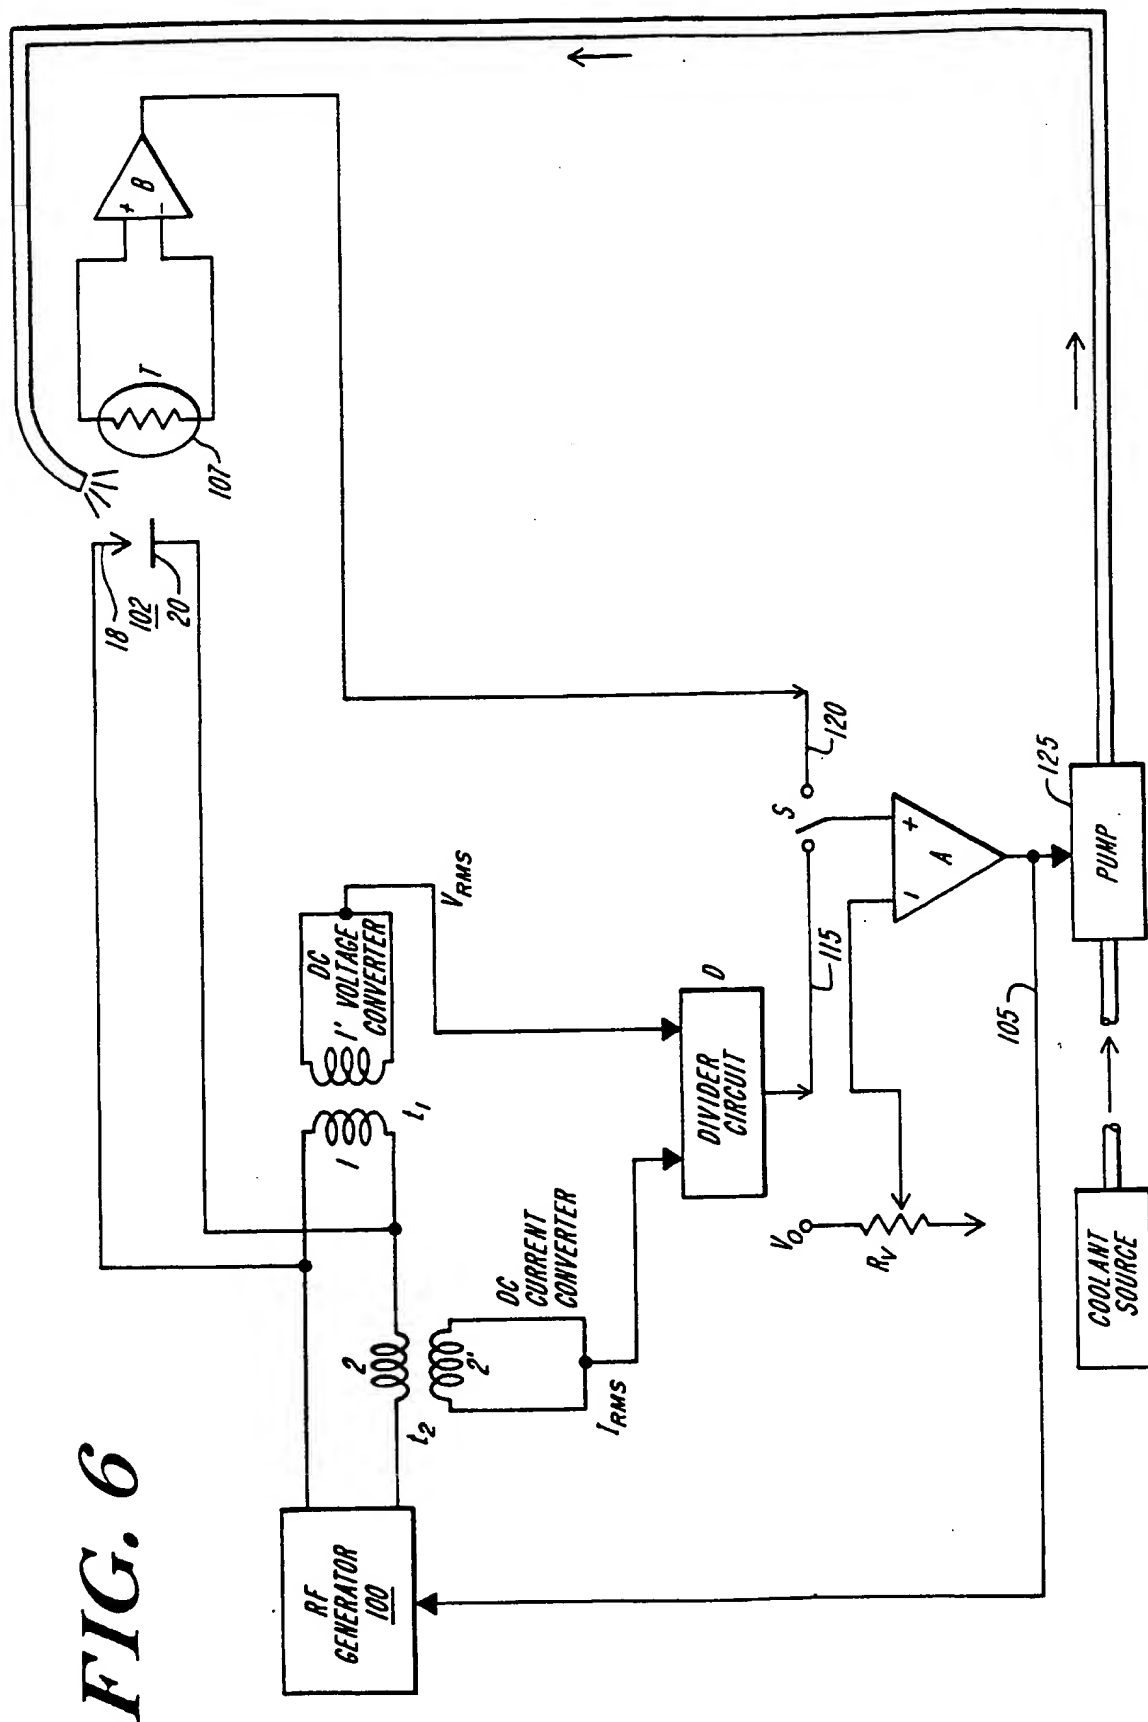 FIG. 6
RF
GENERATOR
100
2
t2
2'
DC
CURRENT
CONVERTER
IRMS
1
t1
DC
1' VOLTAGE
CONVERTER
VRMS
18
102
20
107
T
+
-
B
DIVIDER
CIRCUIT
D
115
S
120
V0
RV
-
+
A
105
125
PUMP
COOLANT
SOURCE